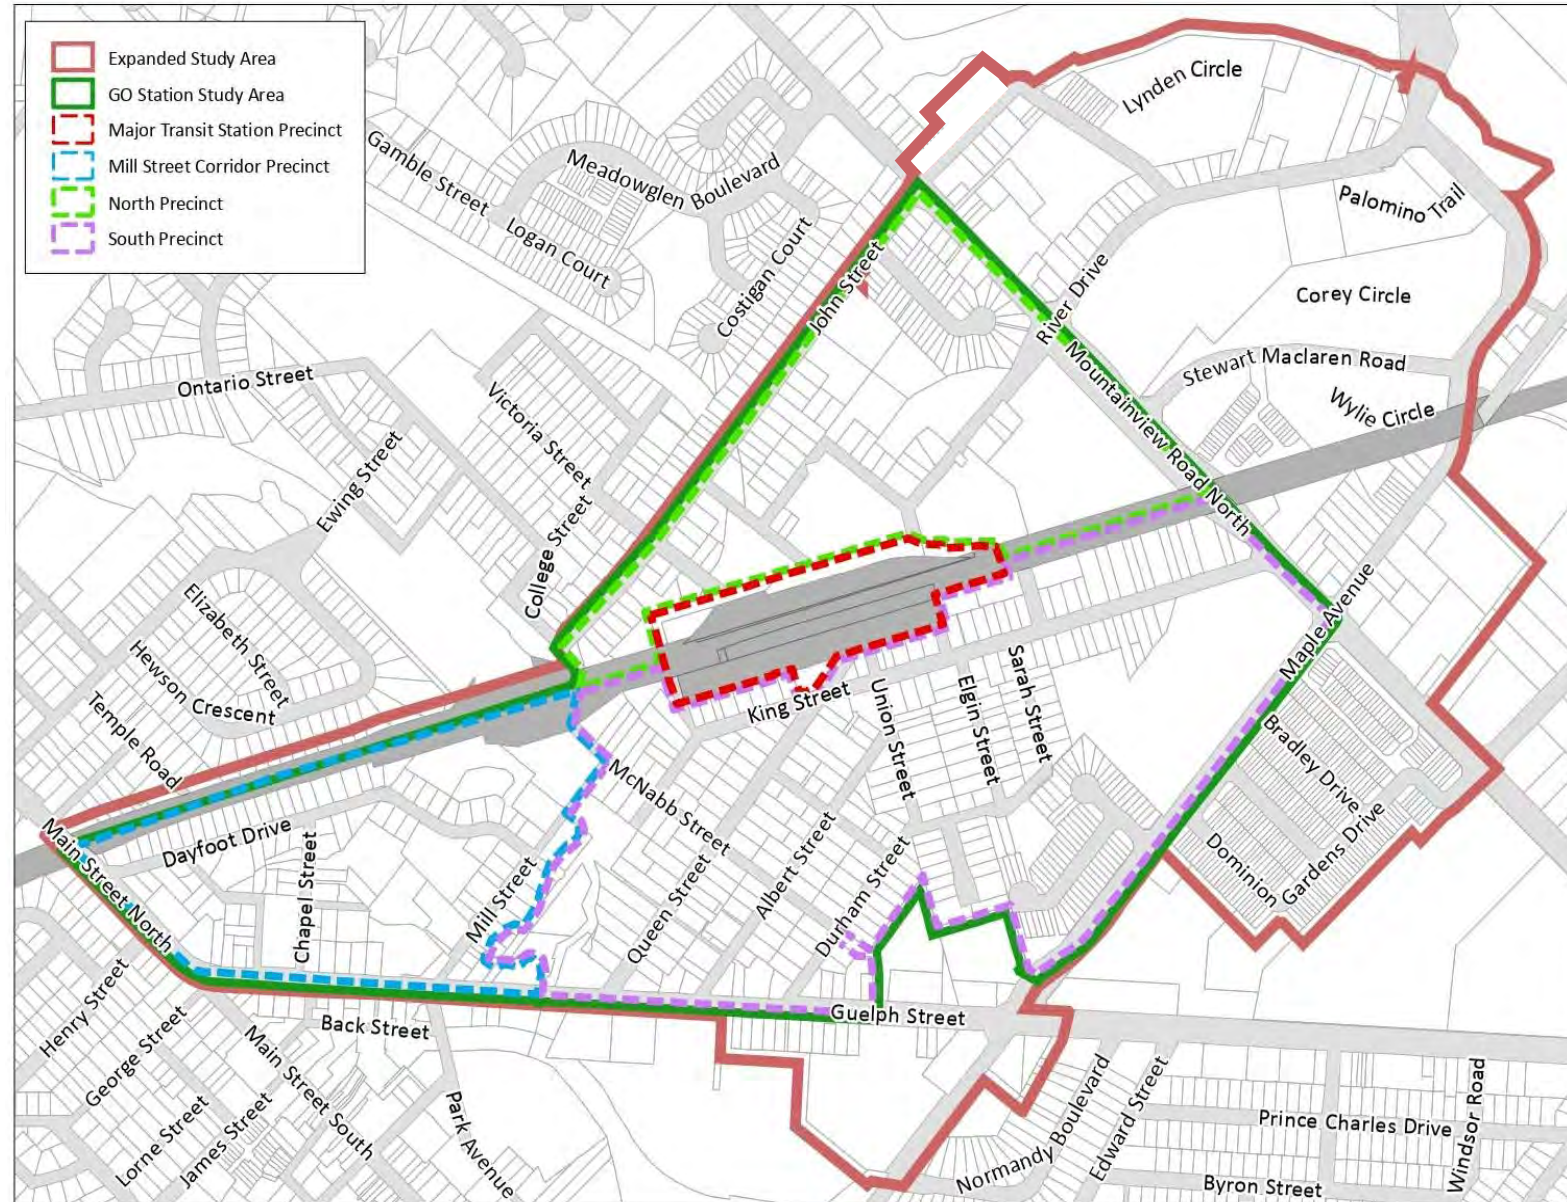 Expanded Study Area
GO Station Study Area
Major Transit Station Precinct
Mill Street Corridor Precinct
North Precinct
South Precinct
Lynden Circle
Gamble Street
Meadowglen Boulevard
Palomino Trail
Logan Court
Costigan Court
John Street
River Drive
Corey Circle
Ontario Street
Victoria Street
Mountainview Road North
Stewart Maclaren Road
Wylie Circle
Ewing Street
College Street
Elizabeth Street
Hewson Crescent
Temple Road
King Street
Union Street
Elgin Street
Sarah Street
Maple Avenue
Bradley Drive
McNabb Street
Main Street North
Dayfoot Drive
Chapel Street
Mill Street
Queen Street
Albert Street
Durham Street
Dominion
Gardens Drive
Henry Street
George Street
Back Street
Guelph Street
Main Street South
Lorne Street
James Street
Park Avenue
Normandy Boulevard
Edward Street
Prince Charles Drive
Windsor Road
Byron Street